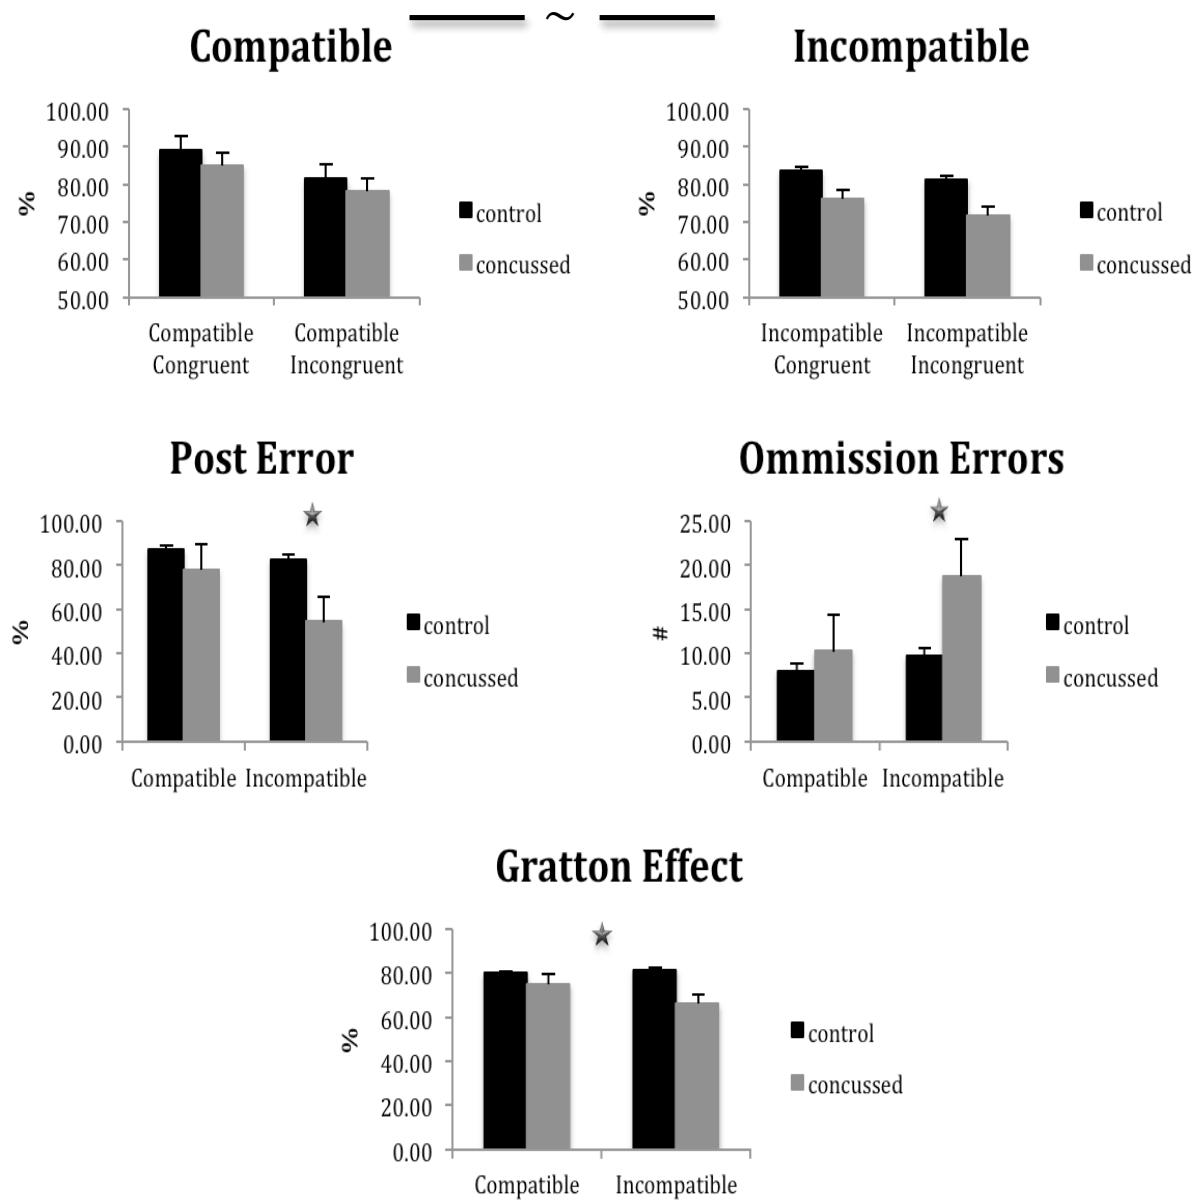 ~
Compatible
100.00
90.00
80.00
70.00
60.00
50.00
%
Compatible Congruent
Compatible Incongruent
control
concussed
Incompatible
100.00
90.00
80.00
70.00
60.00
50.00
%
Incompatible Congruent
Incompatible Incongruent
control
concussed
Post Error
100.00
80.00
60.00
40.00
20.00
0.00
%
Compatible Incompatible
control
concussed
Ommission Errors
25.00
20.00
15.00
10.00
5.00
0.00
#
Compatible Incompatible
control
concussed
Gratton Effect
100.00
80.00
60.00
40.00
20.00
0.00
%
Compatible Incompatible
control
concussed